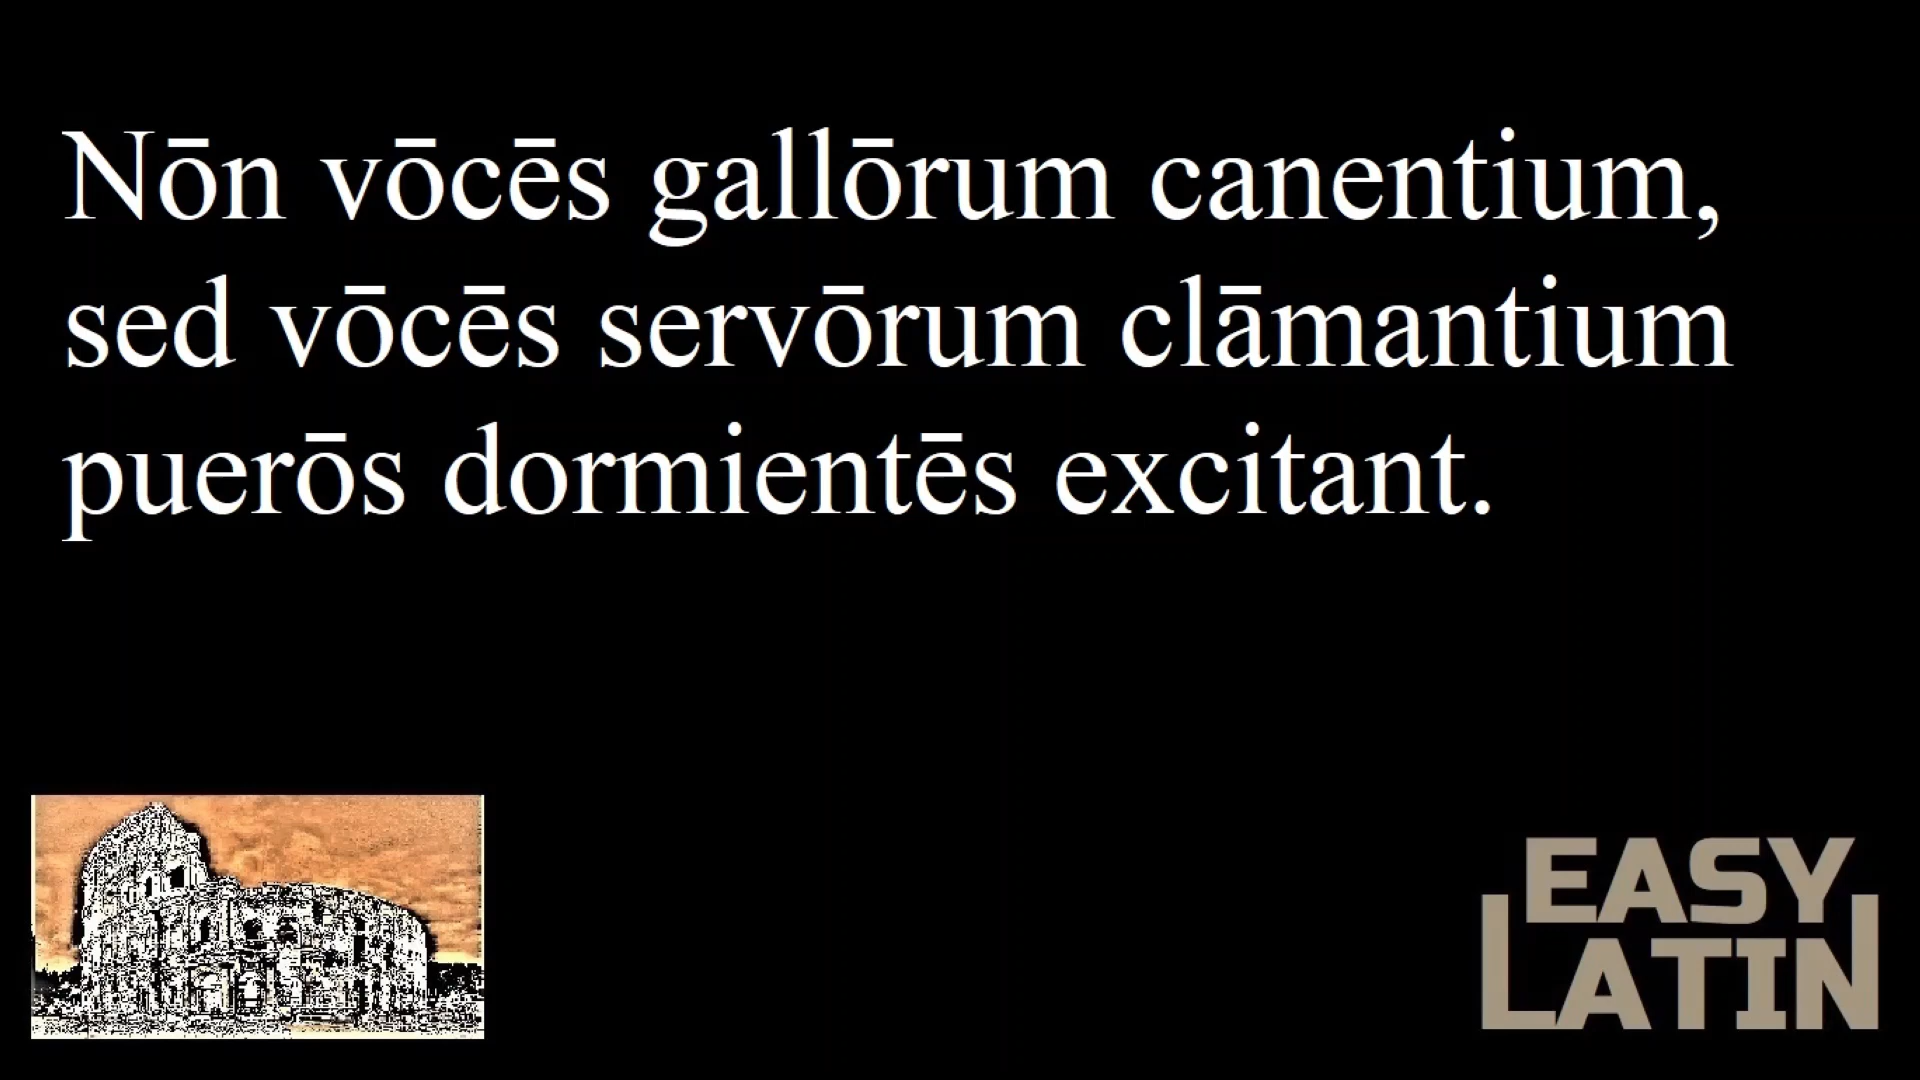 Nōn vōcēs gallōrum canentium,
sed vōcēs servōrum clāmantium
puerōs dormientēs excitant.
EASY
LATIN